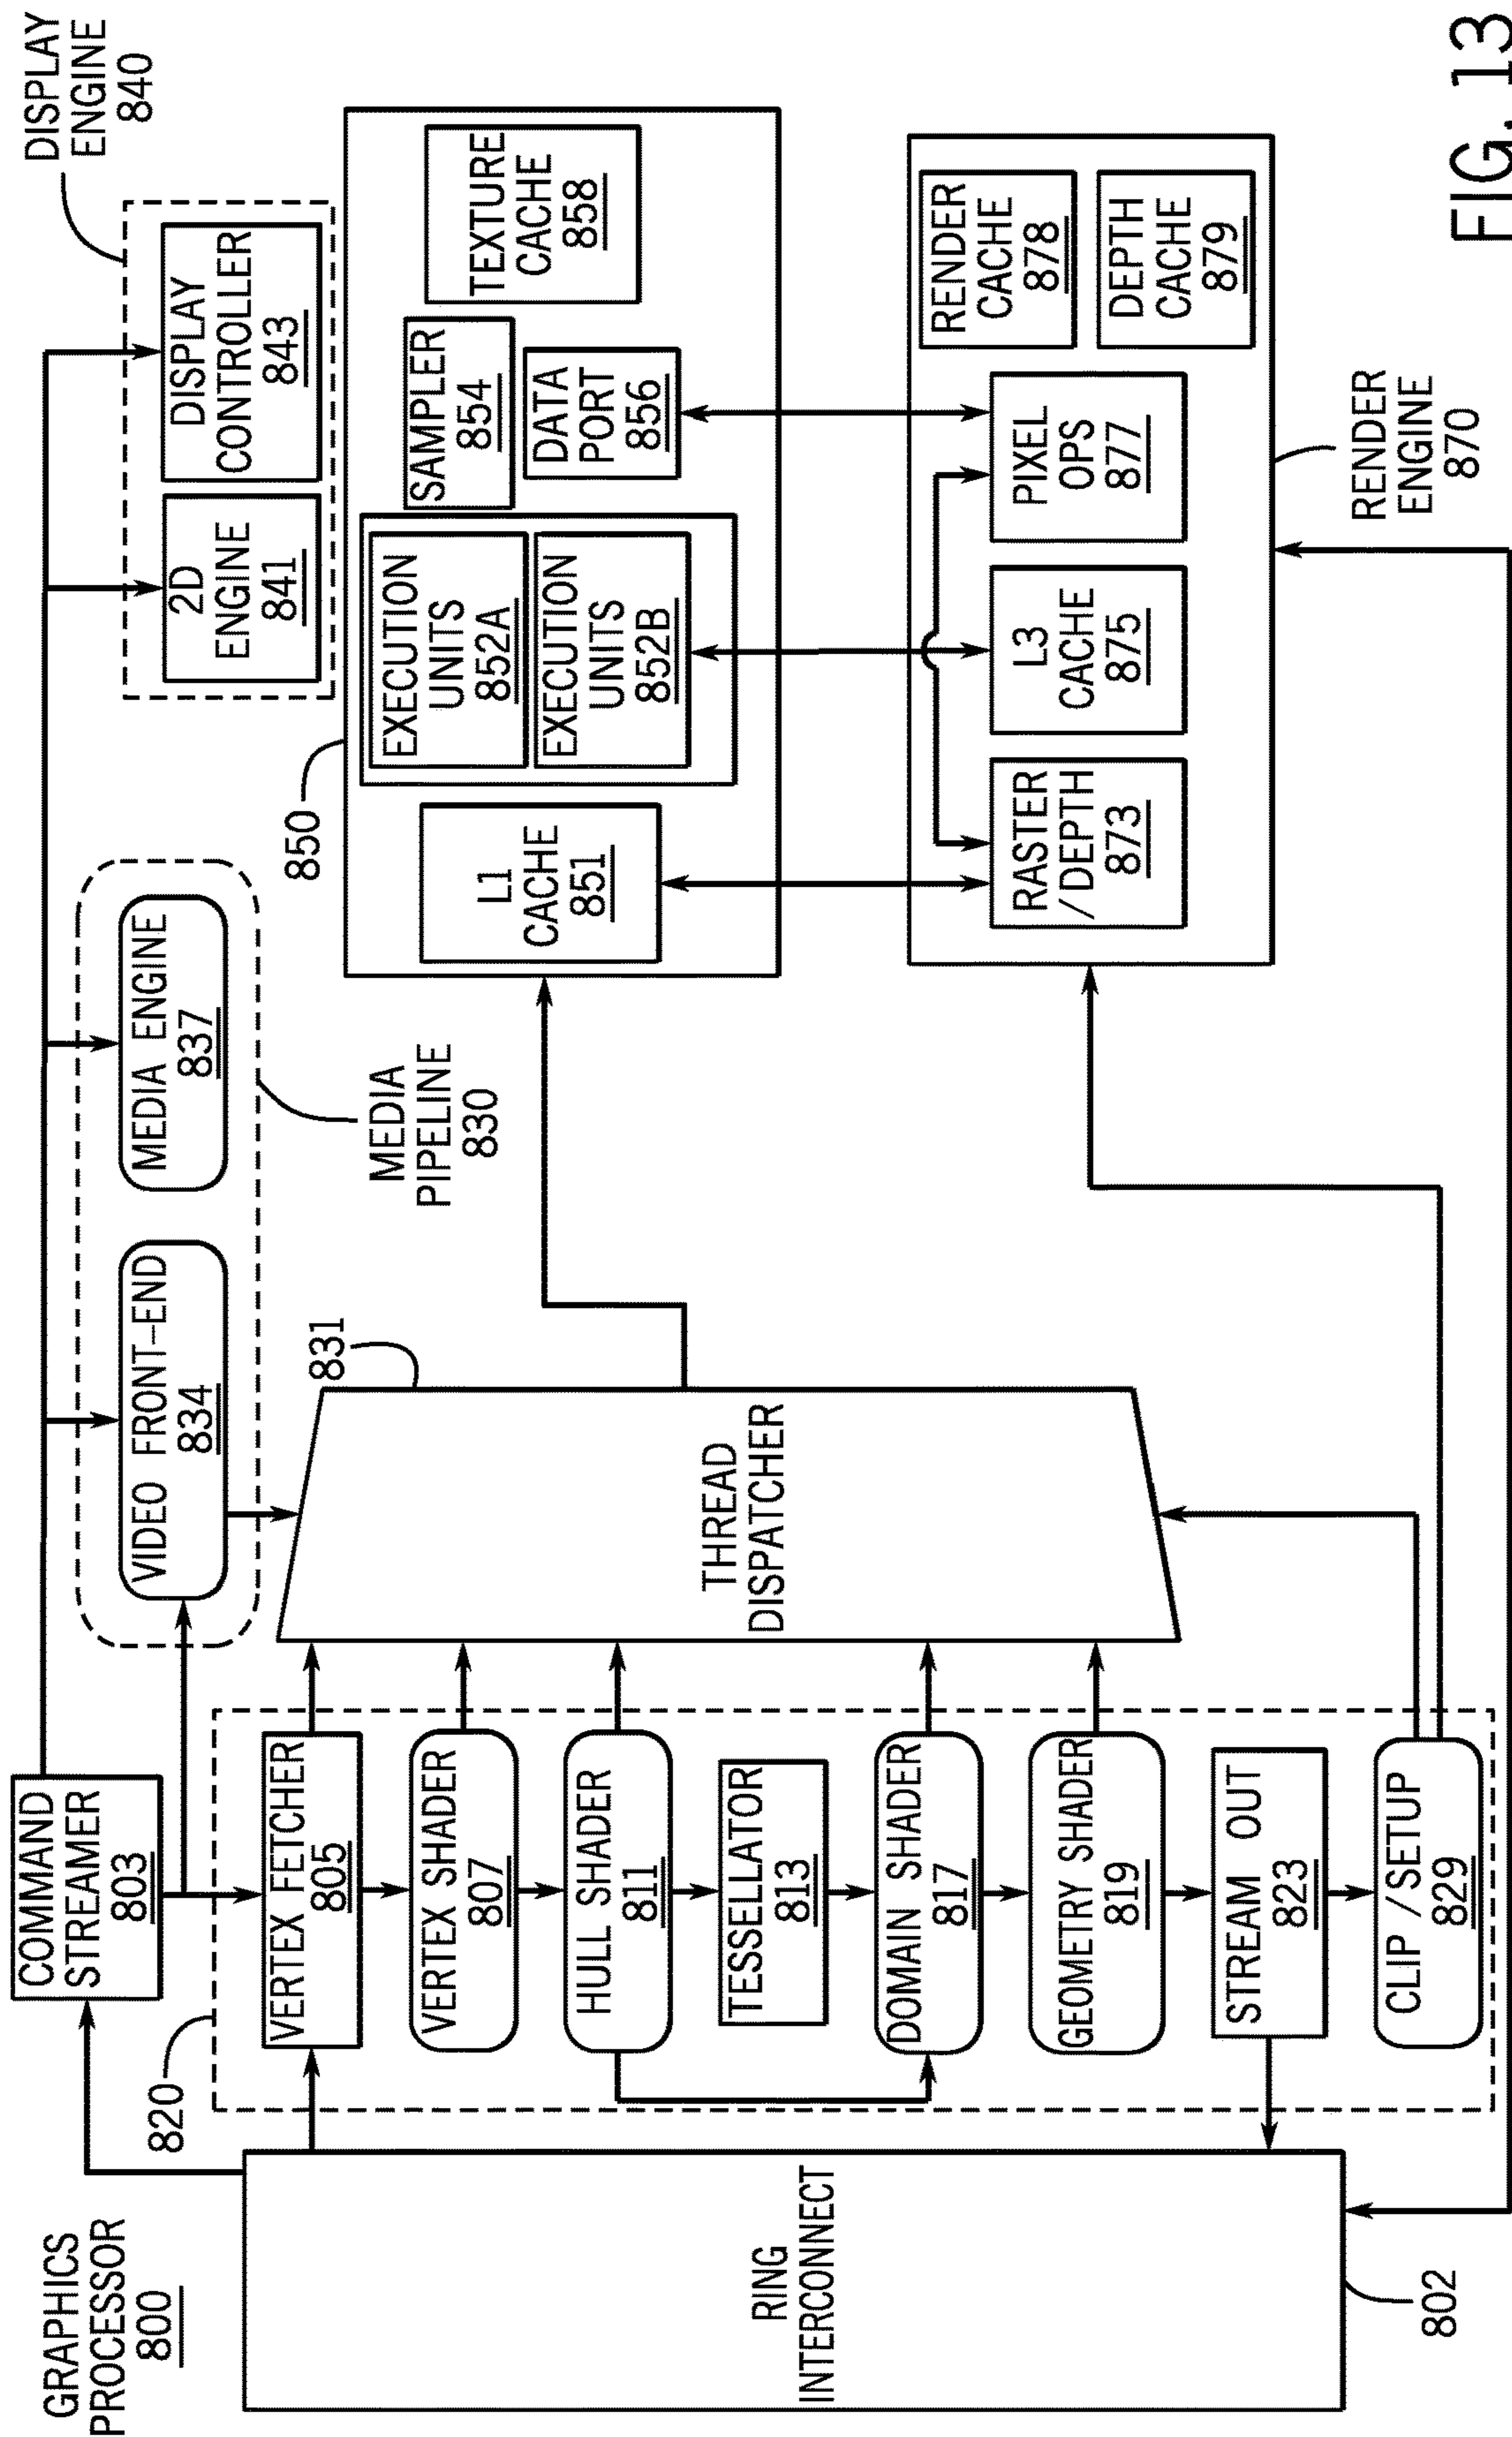 GRAPHICS
PROCESSOR
800
COMMAND
STREAMER
803
DISPLAY
ENGINE
840
820
VIDEO FRONT-END
834
MEDIA ENGINE
837
2D
ENGINE
841
DISPLAY
CONTROLLER
843
MEDIA
PIPELINE
830
RING
INTERCONNECT
802
VERTEX FETCHER
805
VERTEX SHADER
807
HULL SHADER
811
TESSELLATOR
813
DOMAIN SHADER
817
GEOMETRY SHADER
819
STREAM OUT
823
CLIP /SETUP
829
831
THREAD
DISPATCHER
850
L1
CACHE
851
EXECUTION
UNITS
852A
EXECUTION
UNITS
852B
SAMPLER
854
DATA
PORT
856
TEXTURE
CACHE
858
RASTER
/DEPTH
873
L3
CACHE
875
PIXEL
OPS
877
RENDER
CACHE
878
DEPTH
CACHE
879
RENDER
ENGINE
870
FIG. 13